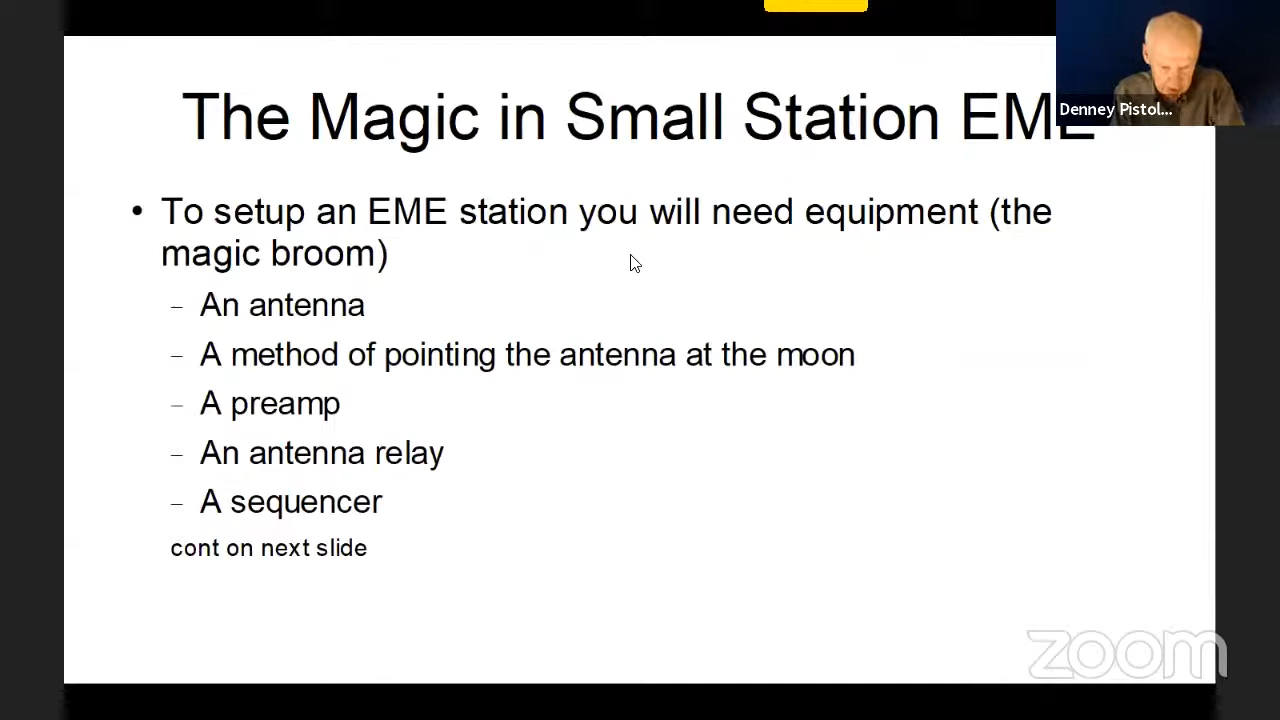 The Magic in Small Station EME
Denney Pistol...
• To setup an EME station you will need equipment (the
magic broom)
– An antenna
– A method of pointing the antenna at the moon
– A preamp
– An antenna relay
– A sequencer
cont on next slide
zoom